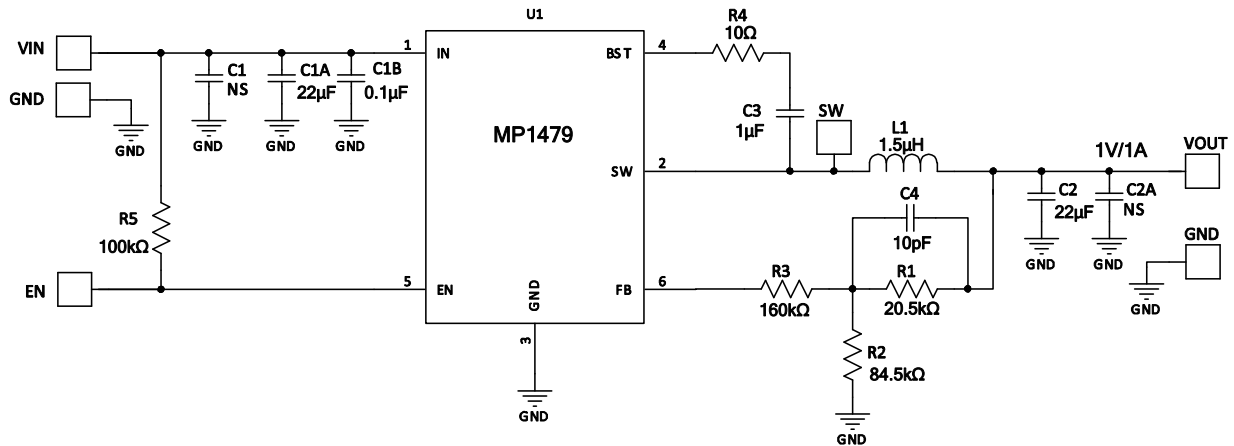 U1
VIN
1
IN
BST
4
R4
10Ω
C1
NS
C1A
22µF
C1B
0.1µF
GND
GND
GND
GND
GND
MP1479
C3
1µF
SW
L1
1.5µH
1V/1A
VOUT
SW
2
C4
10pF
C2
22µF
C2A
NS
GND
GND
GND
GND
R5
100kΩ
EN
5
EN
GND
3
FB
6
R3
160kΩ
R1
20.5kΩ
R2
84.5kΩ
GND
GND